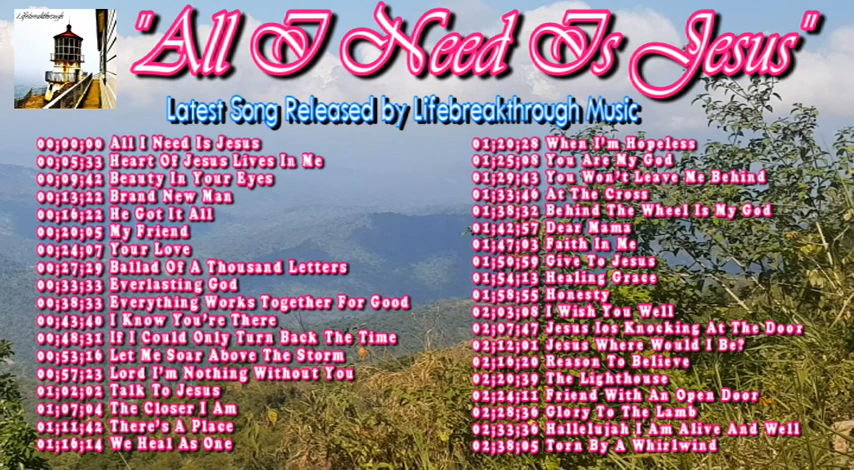 Lifebreakthrough
"All I Need Is Jesus"
Latest Song Released by Lifebreakthrough Music
00;00;00 All I Need Is Jesus
00;05;33 Heart Of Jesus Lives In Me
00;09;42 Beauty In Your Eyes
00;13;22 Brand New Man
00;16;22 He Got It All
00;20;05 My Friend
00;24;07 Your Love
00;27;29 Ballad Of A Thousand Letters
00;33;33 Everlasting God
00;38;33 Everything Works Together For Good
00;43;40 I Know You're There
00;48;31 If I Could Only Turn Back The Time
00;53;16 Let Me Soar Above The Storm
00;57;23 Lord I'm Nothing Without You
01;02;02 Talk To Jesus
01;07;04 The Closer I Am
01;11;42 There's A Place
01;16;14 We Heal As One
01;20;28 When I'm Hopeless
01;25;08 You Are My God
01;29;43 You Won't Leave Me Behind
01;33;40 At The Cross
01;38;32 Behind The Wheel Is My God
01;42;57 Dear Mama
01;47;03 Faith In Me
01;50;59 Give To Jesus
01;54;13 Healing Grace
01;58;55 Honesty
02;03;08 I Wish You Well
02;07;47 Jesus Ios Knocking At The Door
02;12;01 Jesus Where Would I Be?
02;16;20 Reason To Believe
02;20;39 The Lighthouse
02;24;11 Friend With An Open Door
02;28;36 Glory To The Lamb
02;33;36 Hallelujah I Am Alive And Well
02;38;05 Torn By A Whirlwind